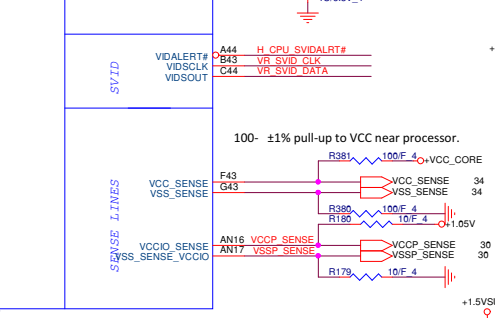 +
VIDALERT#
VIDSCLK
VIDSOUT
A44
B43
C44
H_CPU_SVIDALRT#
VR_SVID_CLK
VR_SVID_DATA
SVID
100- ±1% pull-up to VCC near processor.
R381 100/F_4 +VCC_CORE
VCC_SENSE F43 VCC_SENSE 34
VSS_SENSE G43 VSS_SENSE 34
R380 100/F_4
R180 10/F_4 +1.05V
SENSE LINES
VCCIO_SENSE AN16 VCCP_SENSE VCCP_SENSE 30
VSS_SENSE_VCCIO AN17 VSSP_SENSE VSSP_SENSE 30
R179 10/F_4